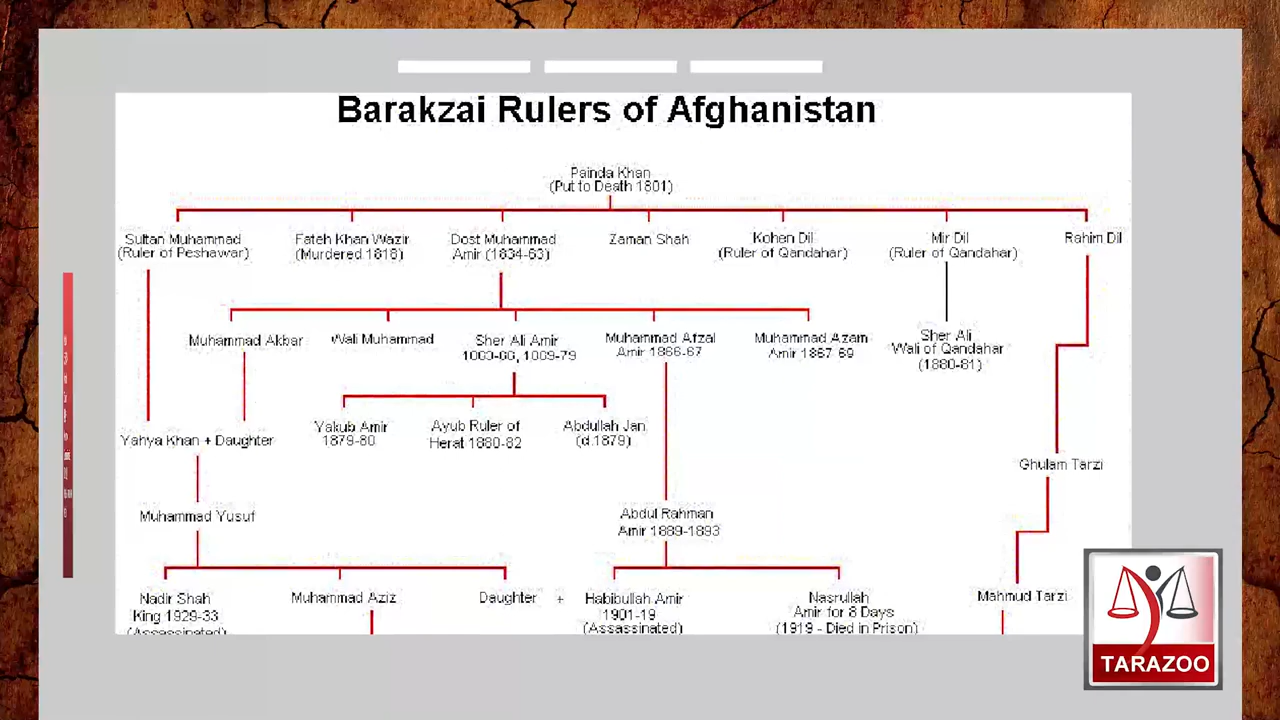 Barakzai Rulers of Afghanistan
Painda Khan
(Put to Death 1801)
Sultan Muhammad
(Ruler of Peshawar)
Fateh Khan Wazir
(Murdered 1818)
Dost Muhammad
Amir (1834-63)
Zaman Shah
Kohen Dil
(Ruler of Qandahar)
Mir Dil
(Ruler of Qandahar)
Rahim Dil
Muhammad Akbar
Wali Muhammad
Sher Ali Amir
Muhammad Afzal
Amir 1866-67
Muhammad Azam
Amir 1867-69
Sher Ali
Wali of Qandahar
(1880-81)
Yahya Khan + Daughter
Yakub Amir
1879-80
Ayub Ruler of
Herat 1880-82
Abdullah Jan
(d.1879)
Ghulam Tarzi
Muhammad Yusuf
Abdul Rahman
Amir 1889-1893
Nadir Shah
King 1929-33
(Assassinated)
Muhammad Aziz
Daughter +
Habibullah Amir
1901-19
(Assassinated)
Nasrullah
Amir for 8 Days
(1919 - Died in Prison)
Mahmud Tarzi
TARAZOO